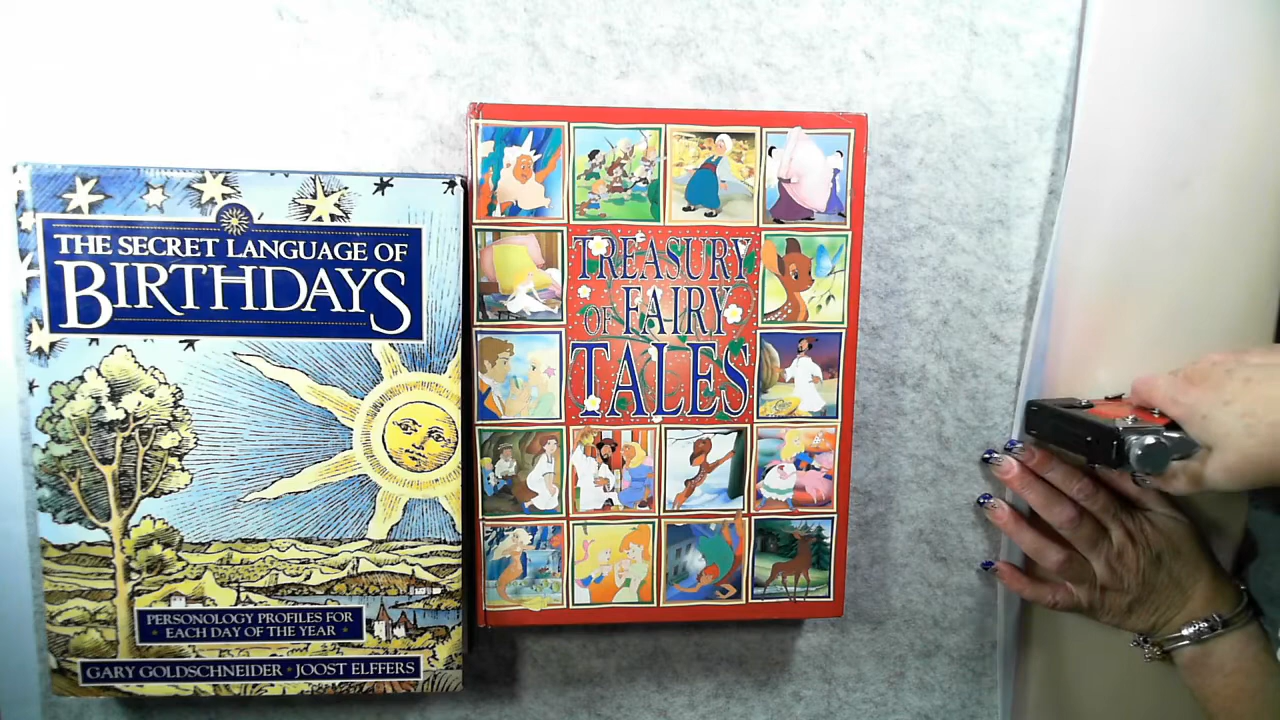 THE SECRET LANGUAGE OF
BIRTHDAYS
PERSONOLOGY PROFILES FOR
EACH DAY OF THE YEAR
GARY GOLDSCHNEIDER · JOOST ELFFERS
TREASURY
OF FAIRY
TALES